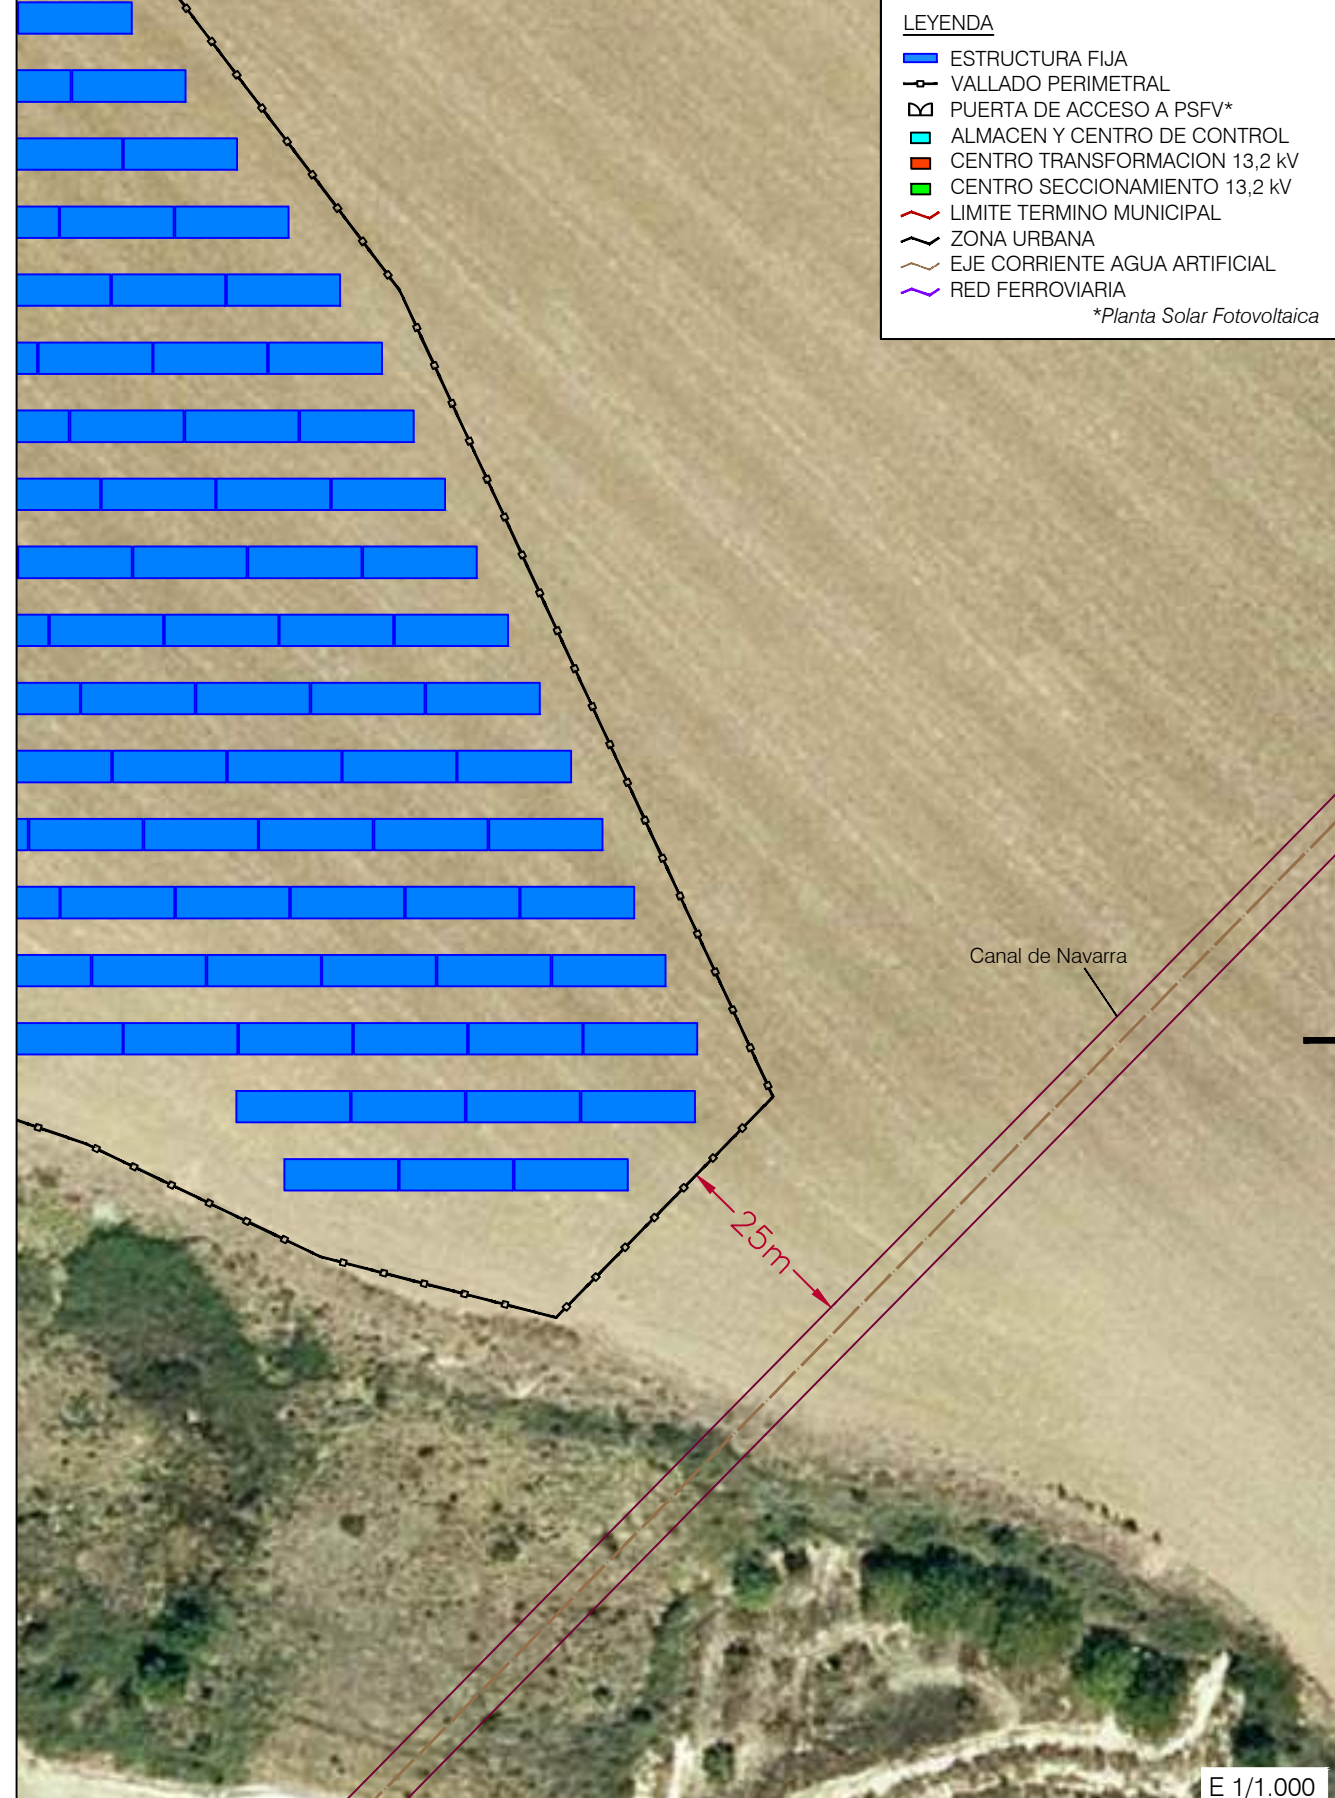 LEYENDA
ESTRUCTURA FIJA
VALLADO PERIMETRAL
PUERTA DE ACCESO A PSFV*
ALMACEN Y CENTRO DE CONTROL
CENTRO TRANSFORMACION 13,2 kV
CENTRO SECCIONAMIENTO 13,2 kV
LIMITE TERMINO MUNICIPAL
ZONA URBANA
EJE CORRIENTE AGUA ARTIFICIAL
RED FERROVIARIA
*Planta Solar Fotovoltaica
Canal de Navarra
25m
E 1/1.000